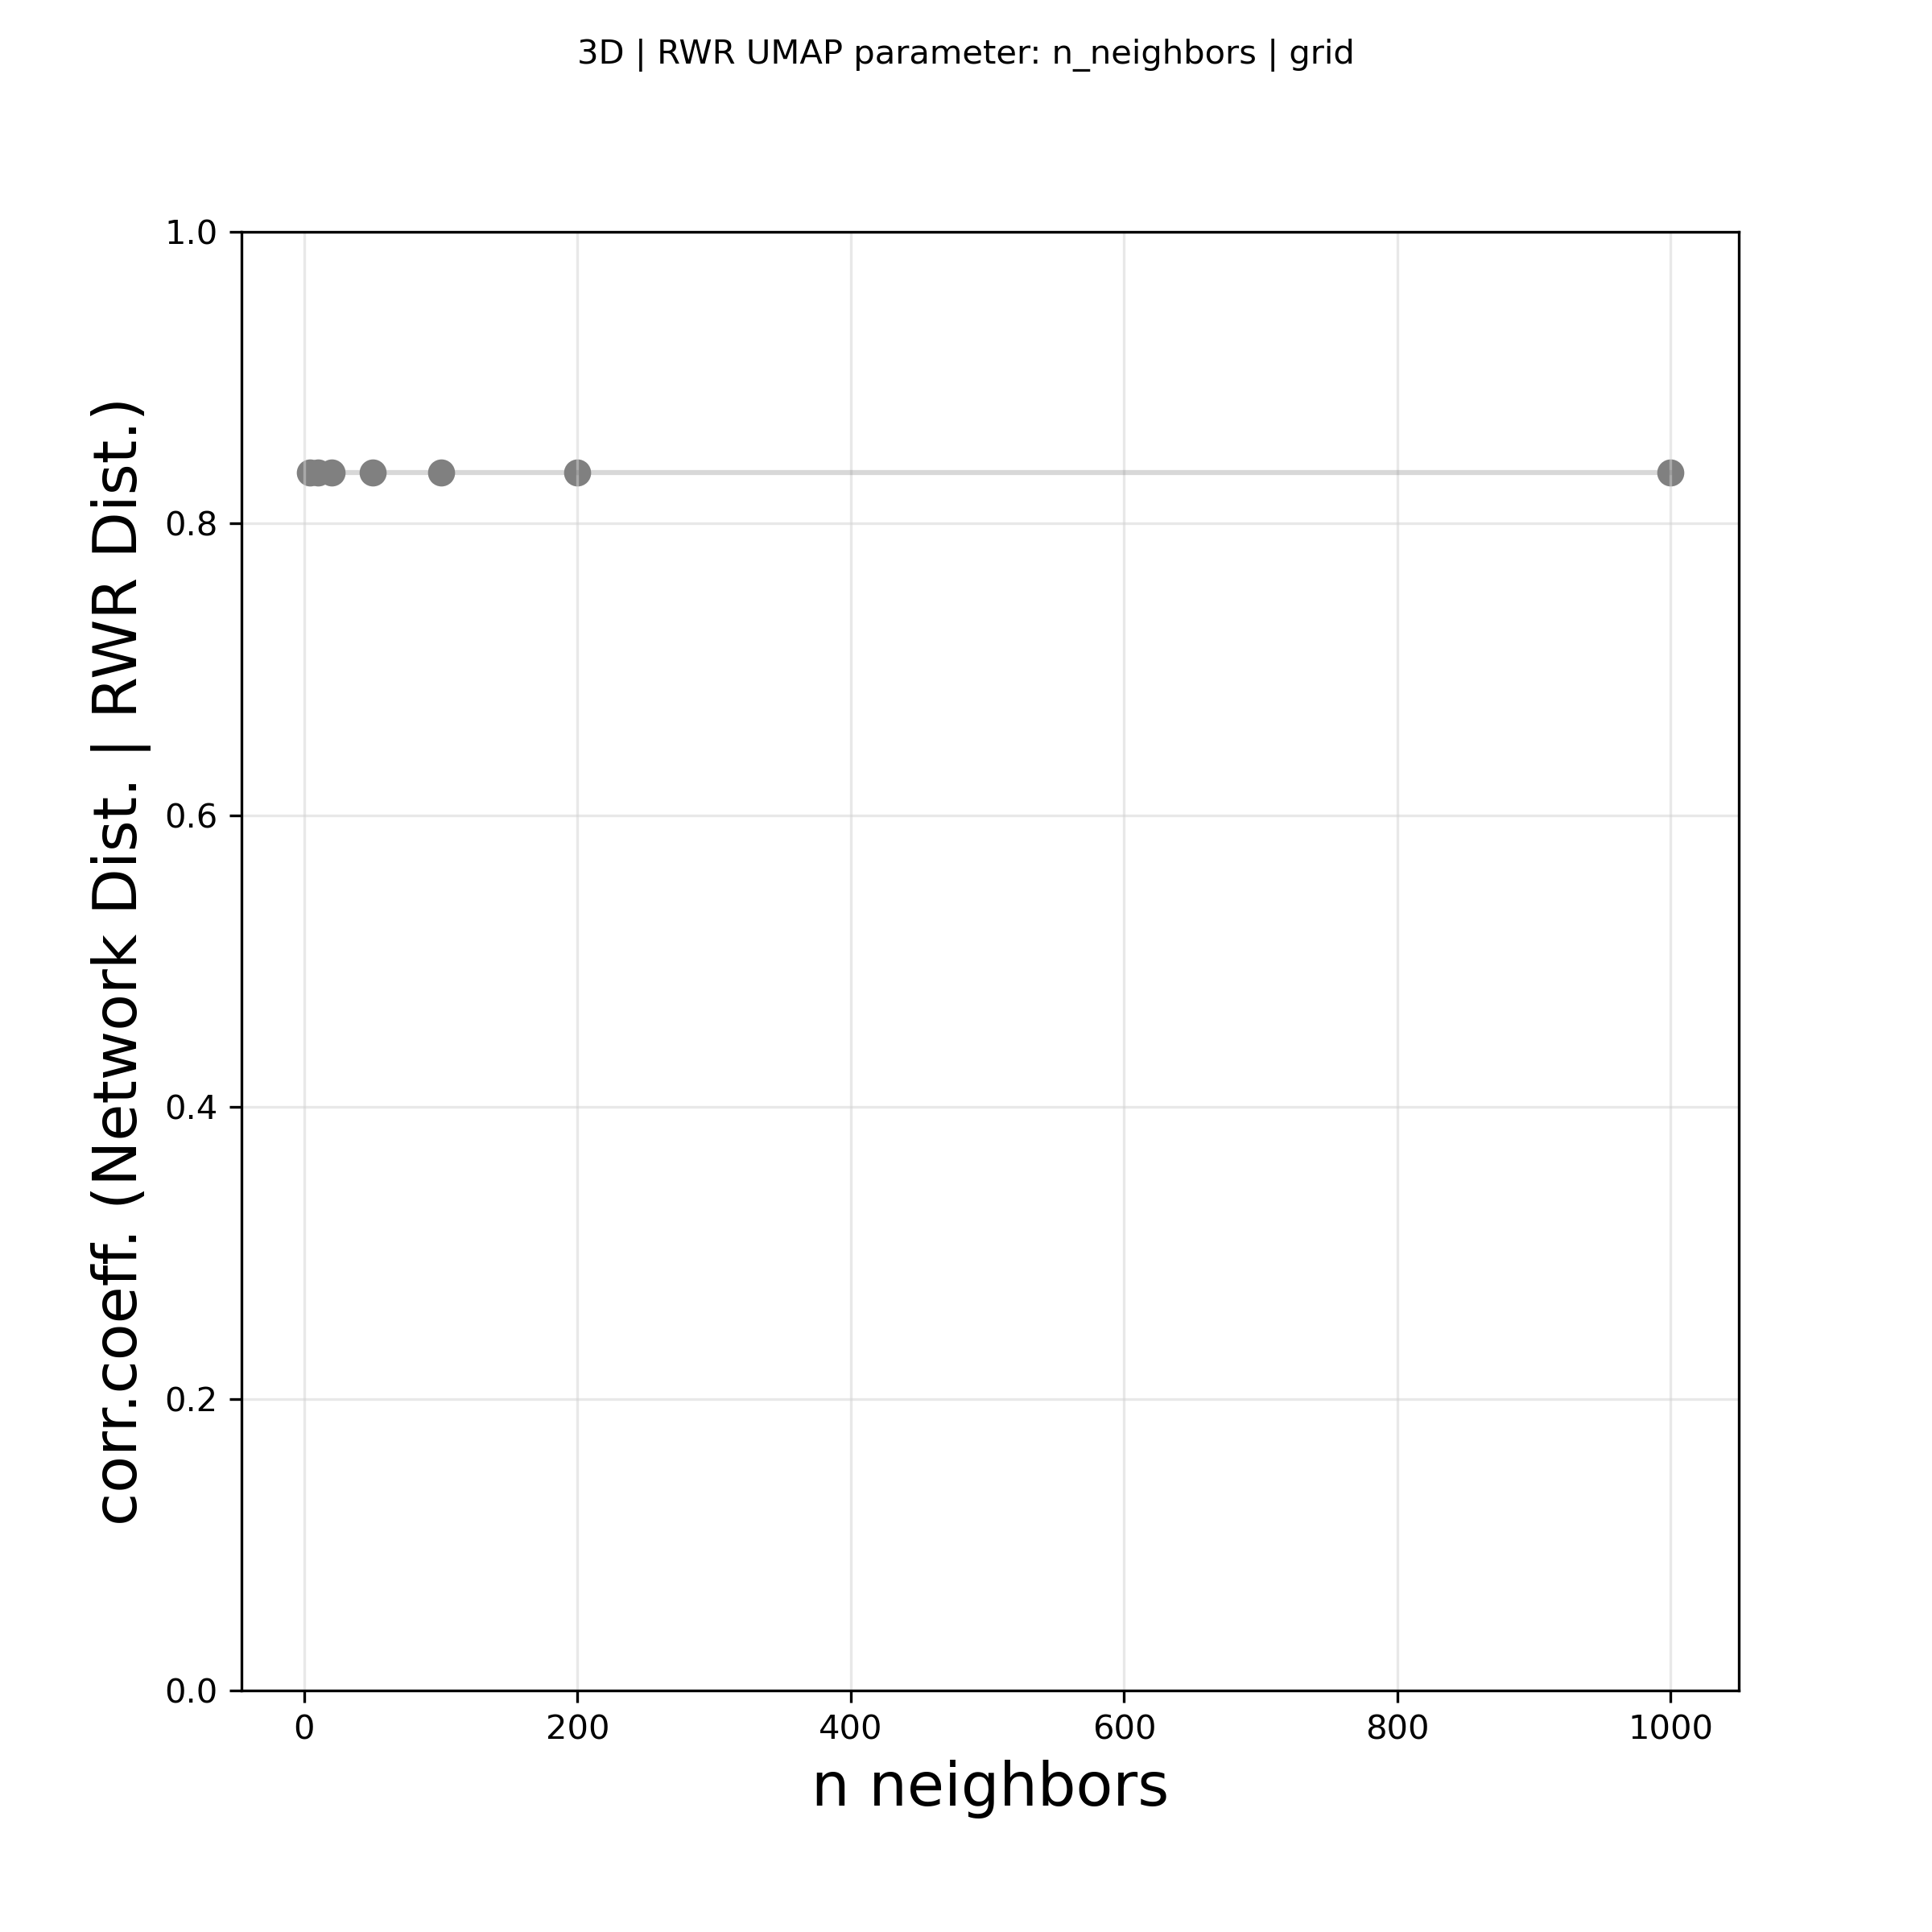 3D | RWR UMAP parameter: n_neighbors | grid
corr.coeff. (Network Dist. | RWR Dist.)
1.0
0.8
0.6
0.4
0.2
0.0
0 200 400 600 800 1000
n neighbors